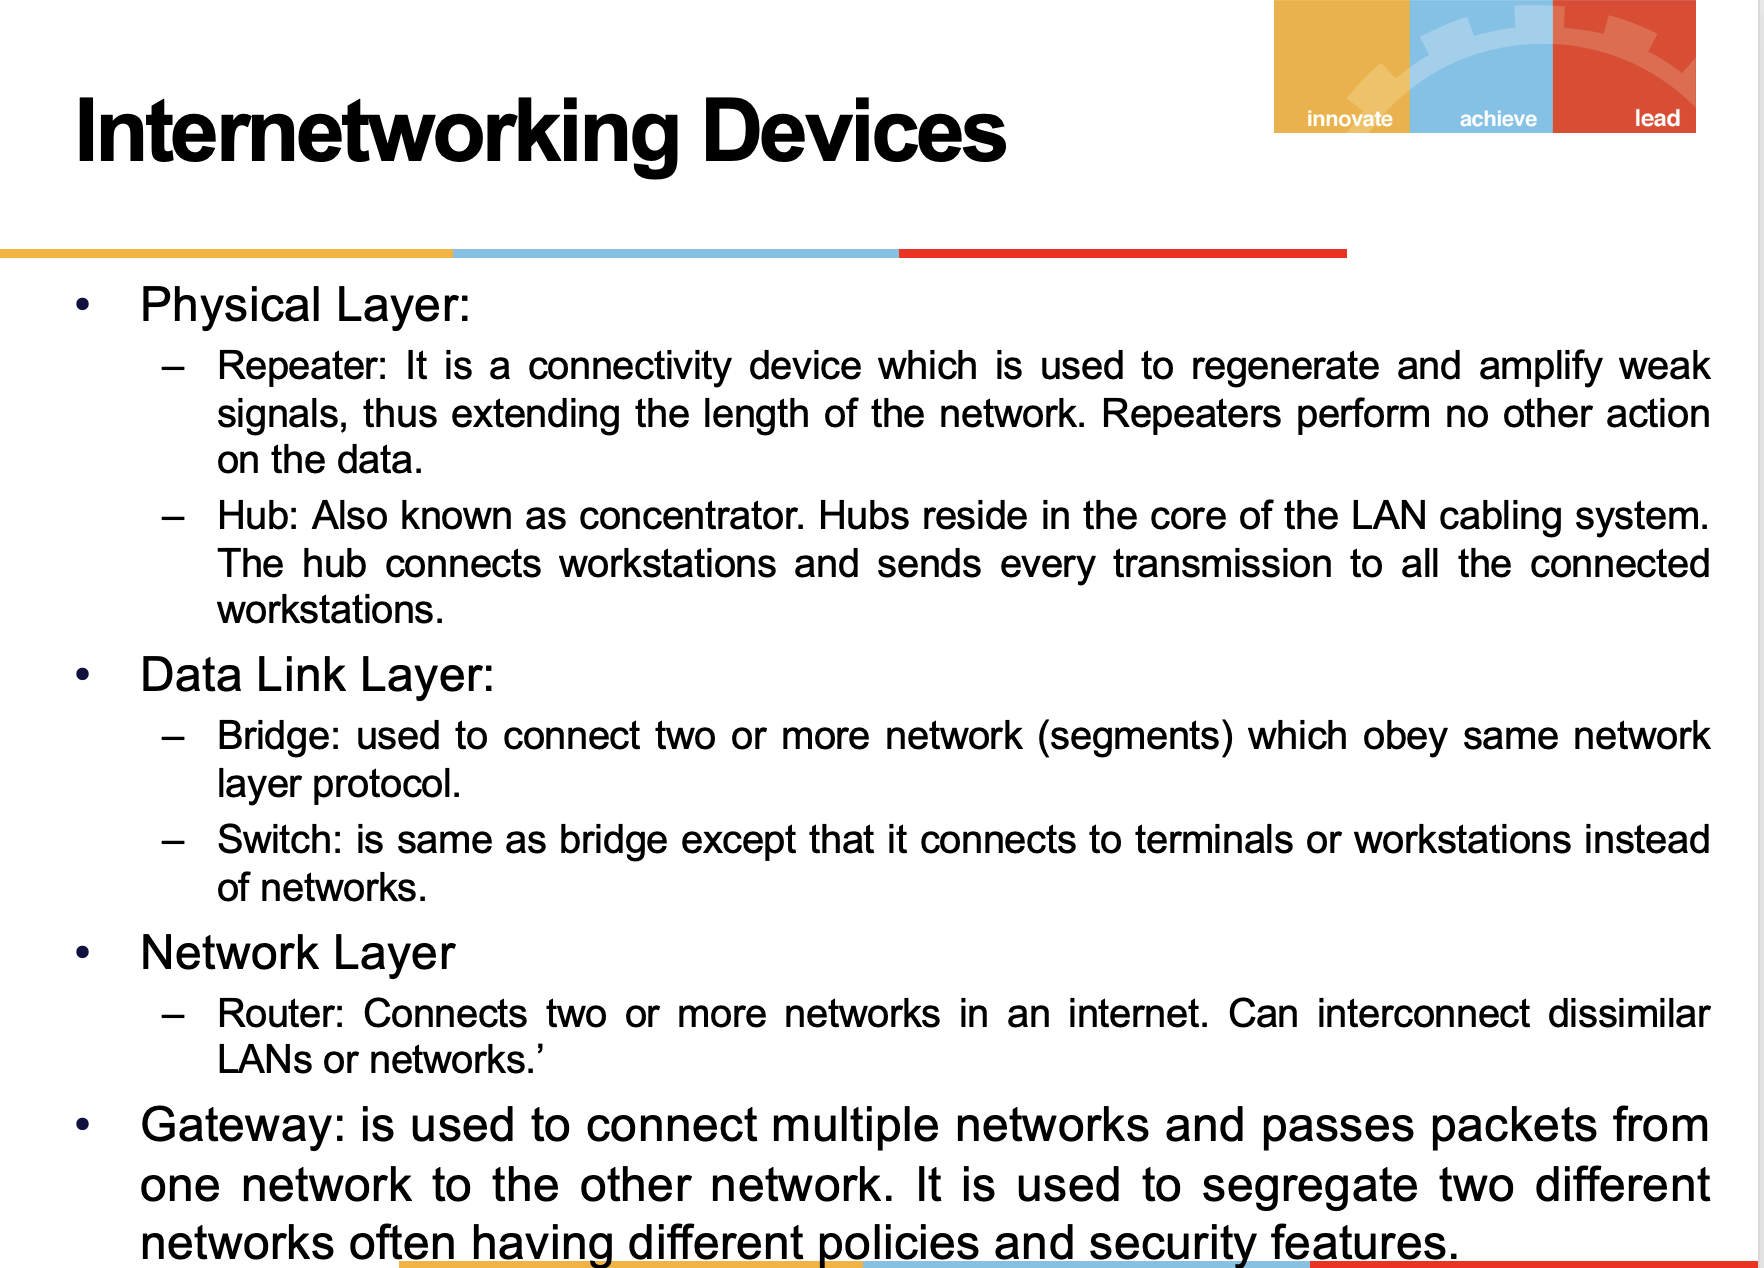 innovate achieve lead
Internetworking Devices
• Physical Layer:
– Repeater: It is a connectivity device which is used to regenerate and amplify weak
signals, thus extending the length of the network. Repeaters perform no other action
on the data.
– Hub: Also known as concentrator. Hubs reside in the core of the LAN cabling system.
The hub connects workstations and sends every transmission to all the connected
workstations.
• Data Link Layer:
– Bridge: used to connect two or more network (segments) which obey same network
layer protocol.
– Switch: is same as bridge except that it connects to terminals or workstations instead
of networks.
• Network Layer
– Router: Connects two or more networks in an internet. Can interconnect dissimilar
LANs or networks.’
• Gateway: is used to connect multiple networks and passes packets from
one network to the other network. It is used to segregate two different
networks often having different policies and security features.